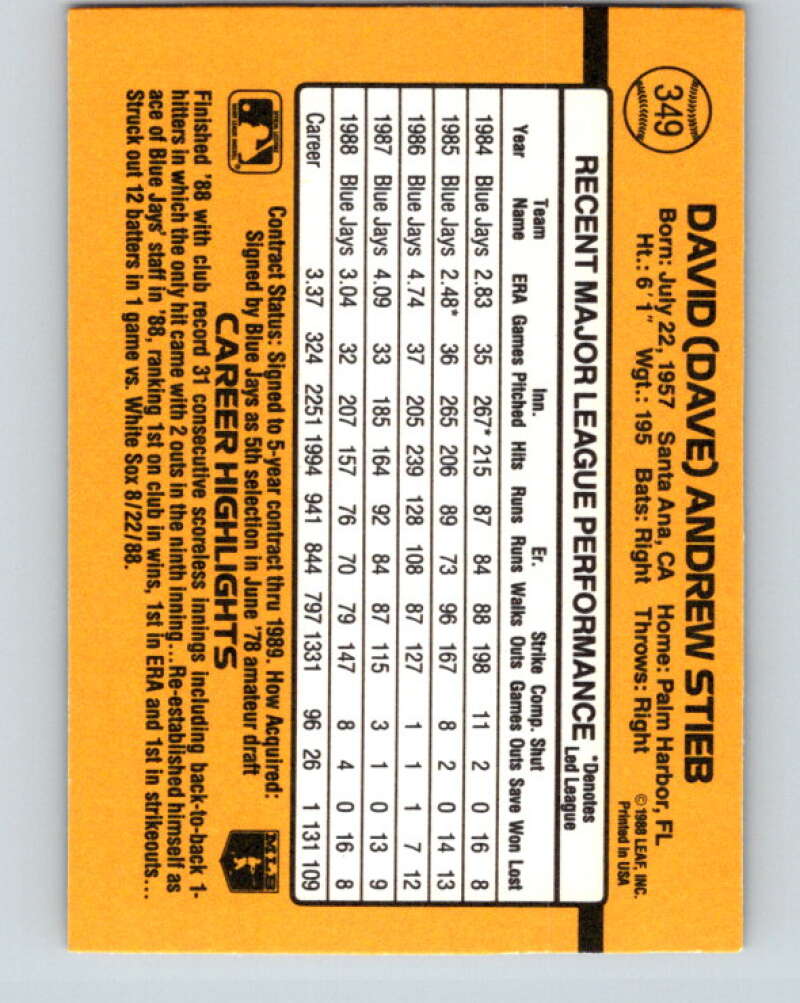 349
DAVID (DAVE) ANDREW STIEB
Born: July 22, 1957 Santa Ana, CA Home: Palm Harbor, FL
Ht.: 6'1" Wgt.: 195 Bats: Right Throws: Right
©1988 LEAF, INC.
Printed in USA
RECENT MAJOR LEAGUE PERFORMANCE *Denotes
Led League
Team Inn. Er. Strike Comp. Shut
Year Name ERA Games Pitched Hits Runs Runs Walks Outs Games Outs Save Won Lost
1984 Blue Jays 2.83 35 267* 215 87 84 88 198 11 2 0 16 8
1985 Blue Jays 2.48* 36 265 206 89 73 96 167 8 2 0 14 13
1986 Blue Jays 4.74 37 205 239 128 108 87 127 1 1 1 7 12
1987 Blue Jays 4.09 33 185 164 92 84 87 115 3 1 0 13 9
1988 Blue Jays 3.04 32 207 157 76 70 79 147 8 4 0 16 8
Career 3.37 324 2251 1994 941 844 797 1331 96 26 1 131 109
Contract Status: Signed to 5-year contract thru 1989. How Acquired:
Signed by Blue Jays as 5th selection in June '78 amateur draft
MLB
CAREER HIGHLIGHTS
Finished '88 with club record 31 consecutive scoreless innings including back-to-back 1-
hitters in which the only hit came with 2 outs in the ninth inning...Re-established himself as
ace of Blue Jays' staff in '88, ranking 1st on club in wins, 1st in ERA and 1st in strikeouts...
Struck out 12 batters in 1 game vs. White Sox 8/22/88.